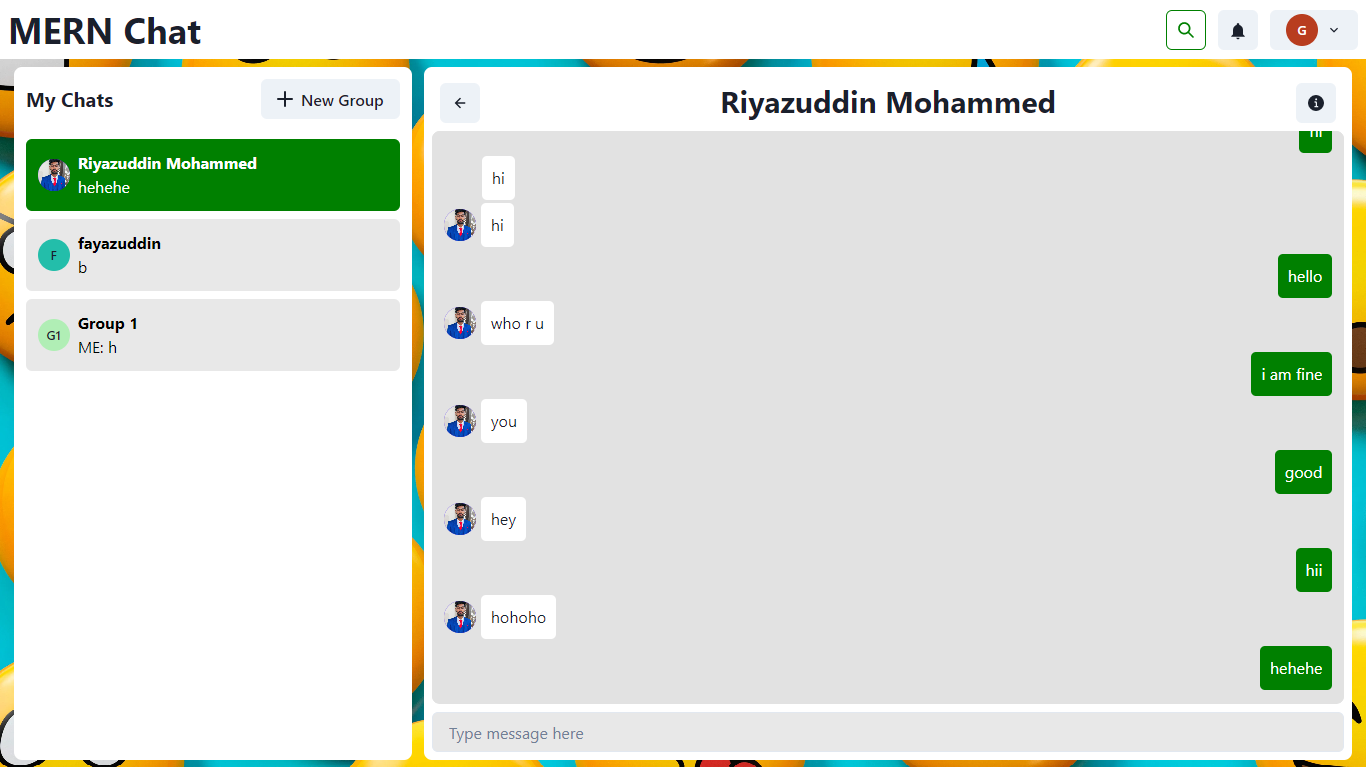 MERN Chat
G
My Chats
New Group
Riyazuddin Mohammed
hehehe
F
fayazuddin
b
G1
Group 1
ME: h
Riyazuddin Mohammed
hi
hi
hi
hello
who r u
i am fine
you
good
hey
hii
hohoho
hehehe
Type message here